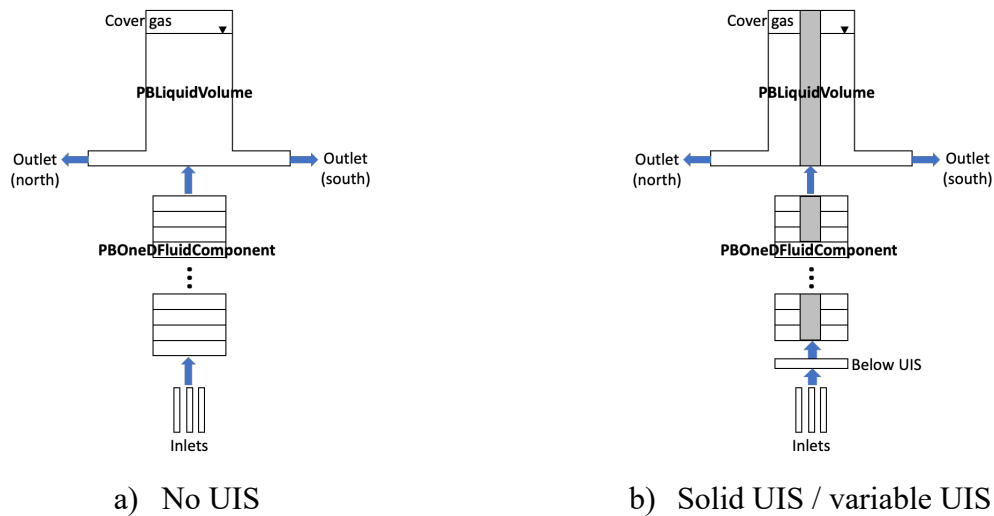 Cover gas
PBLiquidVolume
Outlet
(north)
Outlet
(south)
PBOneDFluidComponent
Inlets
a) No UIS
Cover gas
PBLiquidVolume
Outlet
(north)
Outlet
(south)
PBOneDFluidComponent
Below UIS
Inlets
b) Solid UIS / variable UIS